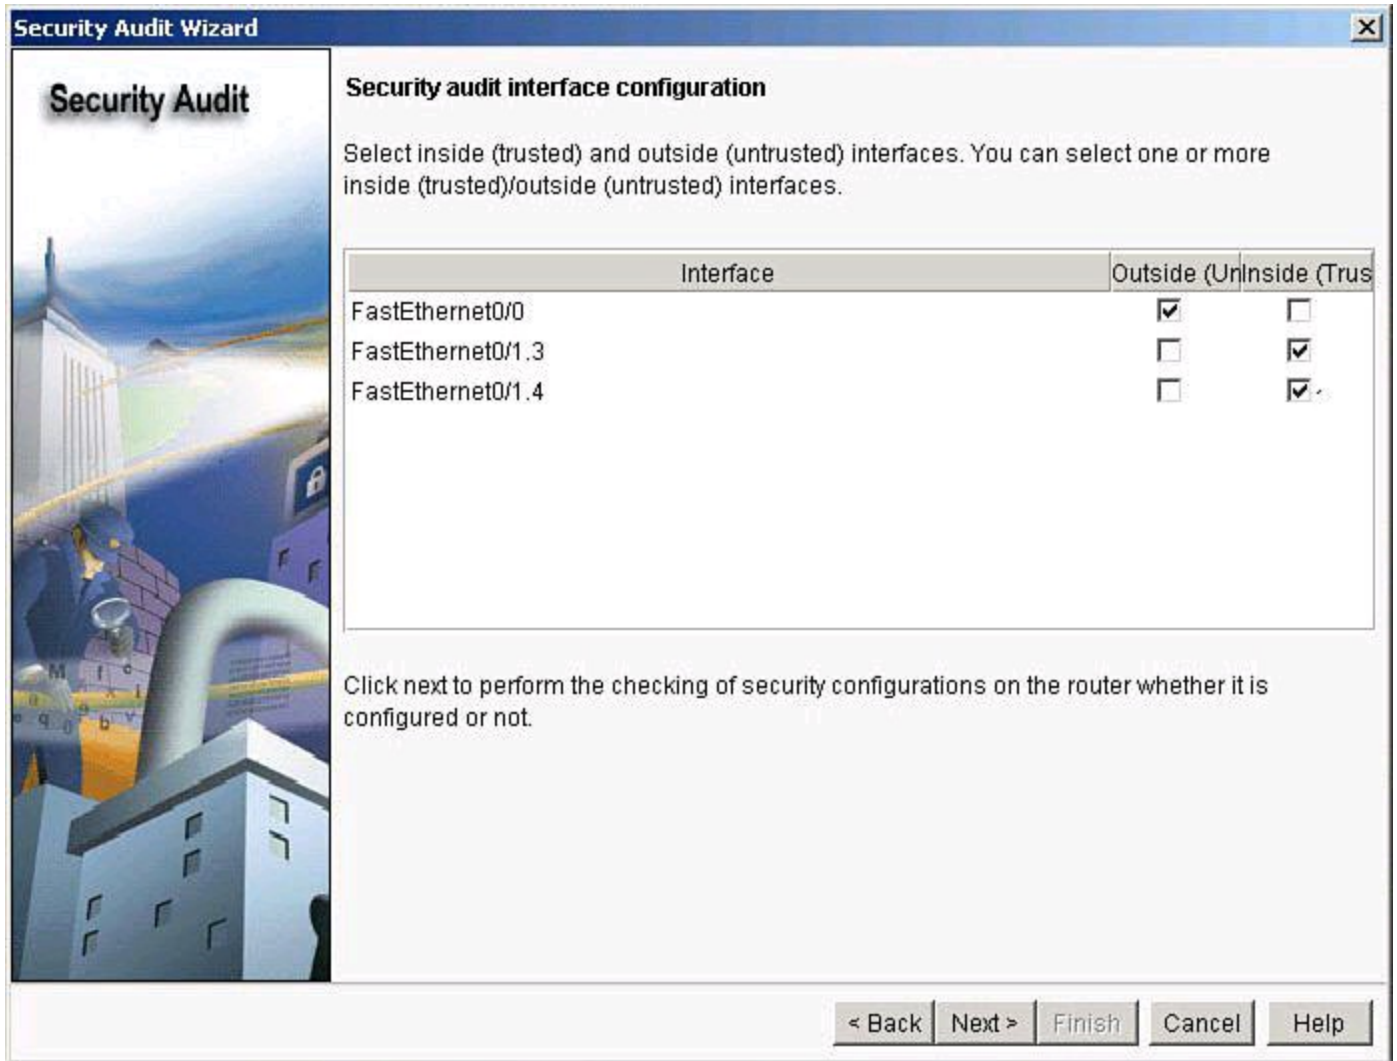 Security Audit Wizard
Security Audit
Security audit interface configuration
Select inside (trusted) and outside (untrusted) interfaces. You can select one or more
inside (trusted)/outside (untrusted) interfaces.
Interface Outside (Un Inside (Trus
FastEthernet0/0
FastEthernet0/1.3
FastEthernet0/1.4
Click next to perform the checking of security configurations on the router whether it is
configured or not.
< Back Next > Finish Cancel Help